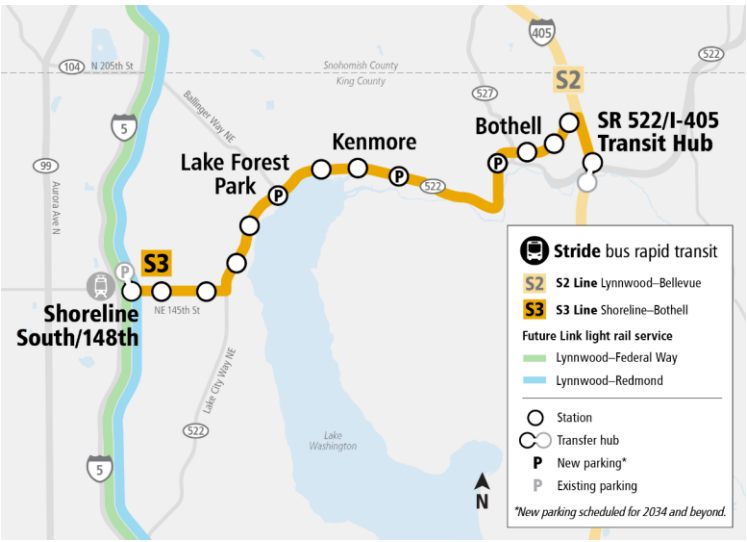 405
522
104
N 205th St
Snohomish County
King County
S2
527
Ballinger Way NE
5
Bothell
SR 522/I-405
Transit Hub
Kenmore
Lake Forest
Park
P
99
Aurora Ave N
P
P
522
P
S3
Shoreline
South/148th
NE 145th St
Lake City Way NE
522
Lake
Washington
5
N
Stride bus rapid transit
S2 S2 Line Lynnwood–Bellevue
S3 S3 Line Shoreline–Bothell
Future Link light rail service
Lynnwood–Federal Way
Lynnwood–Redmond
Station
Transfer hub
P New parking*
P Existing parking
*New parking scheduled for 2034 and beyond.